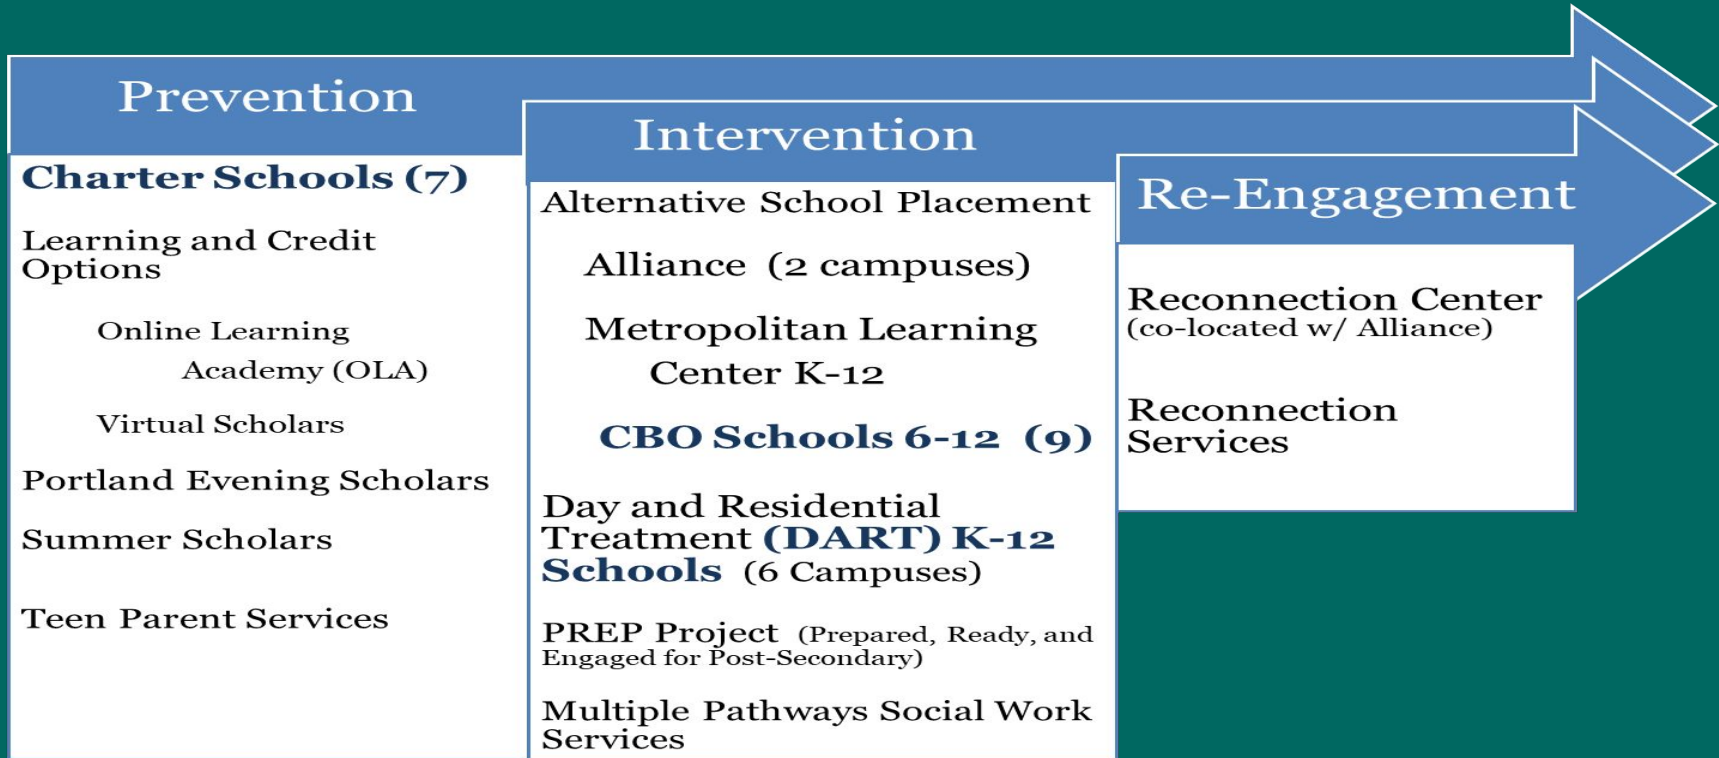 Prevention
Charter Schools (7)
Learning and Credit
Options
Online Learning
Academy (OLA)
Virtual Scholars
Portland Evening Scholars
Summer Scholars
Teen Parent Services
Intervention
Alternative School Placement
Alliance (2 campuses)
Metropolitan Learning
Center K-12
CBO Schools 6-12 (9)
Day and Residential
Treatment (DART) K-12
Schools (6 Campuses)
PREP Project (Prepared, Ready, and
Engaged for Post-Secondary)
Multiple Pathways Social Work
Services
Re-Engagement
Reconnection Center
(co-located w/ Alliance)
Reconnection
Services